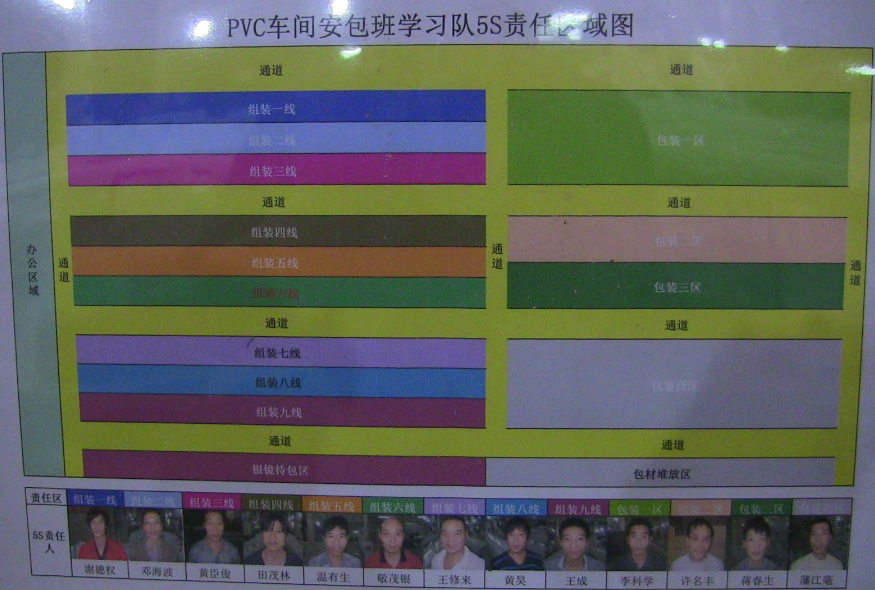 PVC车间安包班学习队5S责任区域图
通道 通道
组装一线
组装二线
组装三线
包装一区
通道 通道
组装四线
组装五线
组装六线
包装二区
包装三区
办公区域
通道
通道
通道
通道 通道
组装七线
组装八线
组装九线
包装四区
通道 通道
银镜待包区 包材堆放区
责任区 组装一线 组装二线 组装三线 组装四线 组装五线 组装六线 组装七线 组装八线 组装九线 包装一区 包装二区 包装三区
5S责任人
谢德权 邓海波 黄臣俊 田茂林 温有生 敬茂银 王修来 黄昊 王成 李科学 许名丰 蒋春生